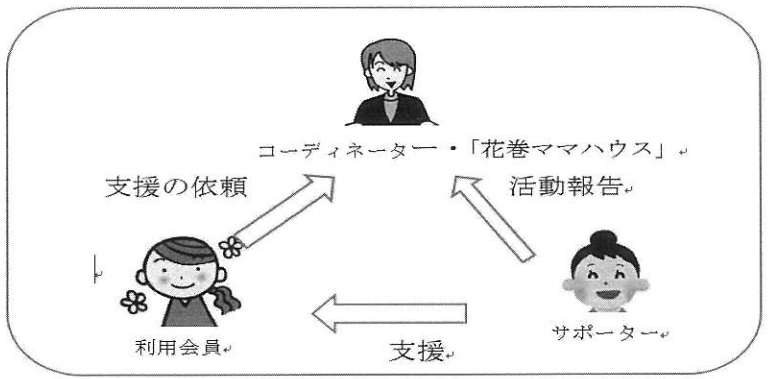 コーディネーター・「花巻ママハウス」
支援の依頼
活動報告
利用会員
支援
サポーター